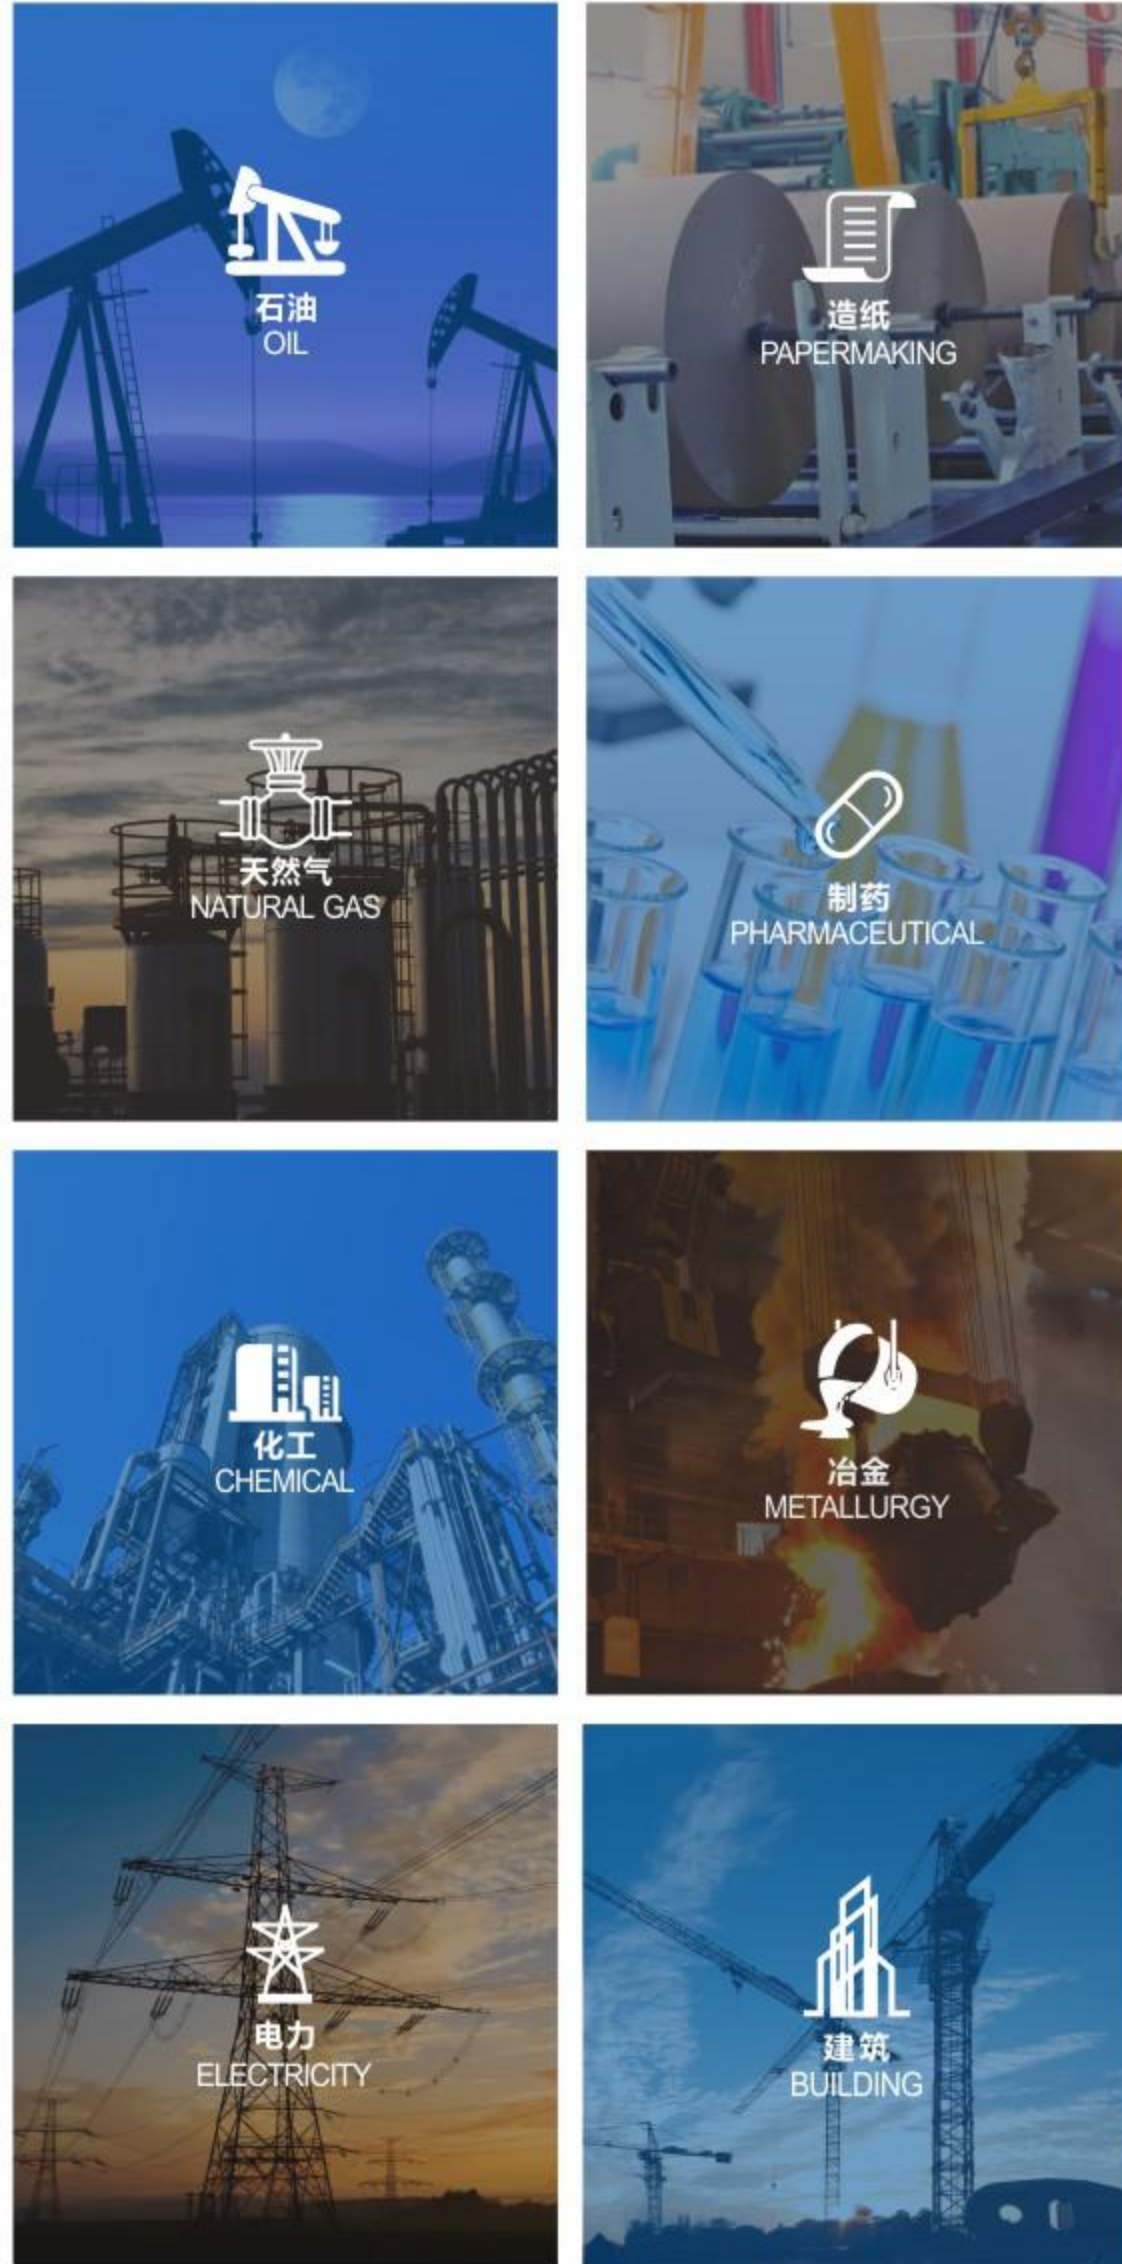 石油
OIL
造纸
PAPERMAKING
天然气
NATURAL GAS
制药
PHARMACEUTICAL
化工
CHEMICAL
冶金
METALLURGY
电力
ELECTRICITY
建筑
BUILDING